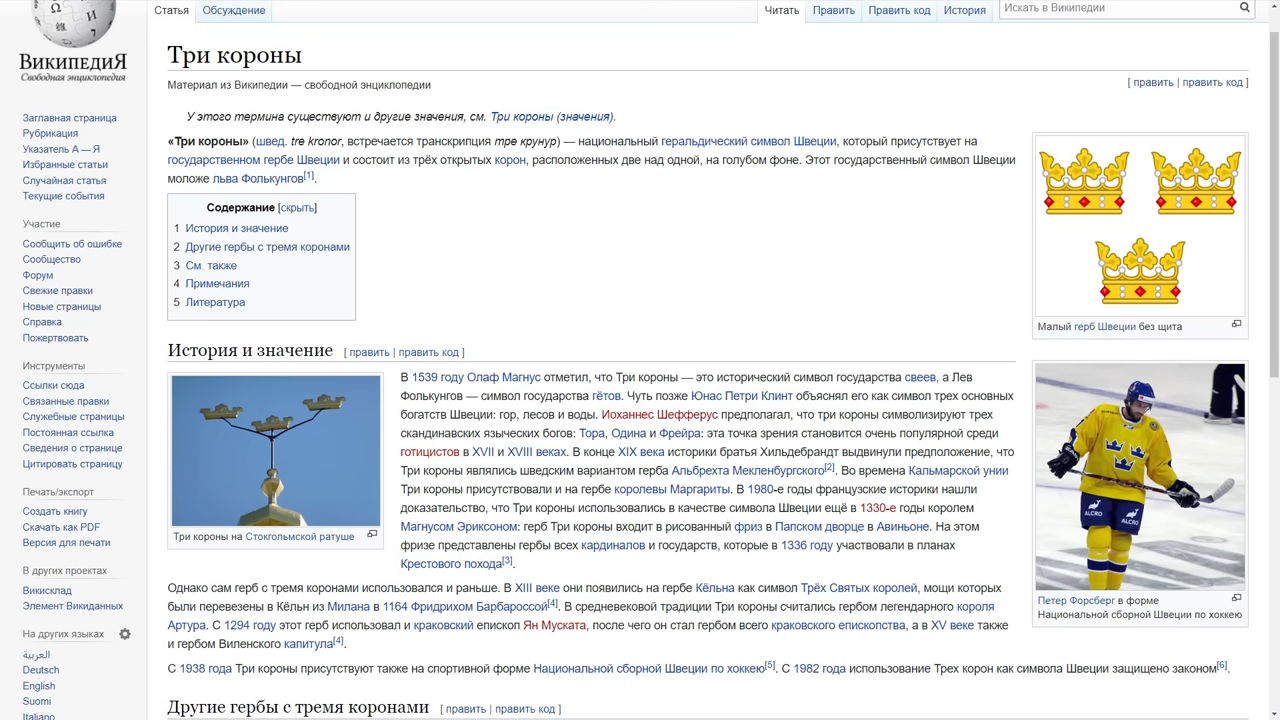 Статья
Обсуждение
Читать
Править
Править код
История
Искать в Википедии
ВикипедиЯ
Свободная энциклопедия
Заглавная страница
Рубрикация
Указатель А — Я
Избранные статьи
Случайная статья
Текущие события
Участие
Сообщить об ошибке
Сообщество
Форум
Свежие правки
Новые страницы
Справка
Пожертвовать
Инструменты
Ссылки сюда
Связанные правки
Служебные страницы
Постоянная ссылка
Сведения о странице
Цитировать страницу
Печать/экспорт
Создать книгу
Скачать как PDF
Версия для печати
В других проектах
Викисклад
Элемент Викиданных
На других языках
العربية
Deutsch
English
Suomi
Italiano
Три короны
Материал из Википедии — свободной энциклопедии
[ править | править код ]
У этого термина существуют и другие значения, см. Три короны (значения).
«Три короны» (швед. tre kronor, встречается транскрипция тре крунур) — национальный геральдический символ Швеции, который присутствует на
государственном гербе Швеции и состоит из трёх открытых корон, расположенных две над одной, на голубом фоне. Этот государственный символ Швеции
моложе льва Фолькунгов[1].
Содержание [скрыть]
1 История и значение
2 Другие гербы с тремя коронами
3 См. также
4 Примечания
5 Литература
Малый герб Швеции без щита
История и значение [ править | править код ]
Три короны на Стокгольмской ратуше
В 1539 году Олаф Магнус отметил, что Три короны — это исторический символ государства свеев, а Лев
Фолькунгов — символ государства гётов. Чуть позже Юнас Петри Клинт объяснял его как символ трех основных
богатств Швеции: гор, лесов и воды. Иоханнес Шефферус предполагал, что три короны символизируют трех
скандинавских языческих богов: Тора, Одина и Фрейра: эта точка зрения становится очень популярной среди
готицистов в XVII и XVIII веках. В конце XIX века историки братья Хильдебрандт выдвинули предположение, что
Три короны являлись шведским вариантом герба Альбрехта Мекленбургского[2]. Во времена Кальмарской унии
Три короны присутствовали и на гербе королевы Маргариты. В 1980-е годы французские историки нашли
доказательство, что Три короны использовались в качестве символа Швеции ещё в 1330-е годы королем
Магнусом Эриксоном: герб Три короны входит в рисованный фриз в Папском дворце в Авиньоне. На этом
фризе представлены гербы всех кардиналов и государств, которые в 1336 году участвовали в планах
Крестового похода[3].
ALCRO
ALCRO
Петер Форсберг в форме
Национальной сборной Швеции по хоккею
Однако сам герб с тремя коронами использовался и раньше. В XIII веке они появились на гербе Кёльна как символ Трёх Святых королей, мощи которых
были перевезены в Кёльн из Милана в 1164 Фридрихом Барбароссой[4]. В средневековой традиции Три короны считались гербом легендарного короля
Артура. С 1294 году этот герб использовал и краковский епископ Ян Муската, после чего он стал гербом всего краковского епископства, а в XV веке также
и гербом Виленского капитула[4].
С 1938 года Три короны присутствуют также на спортивной форме Национальной сборной Швеции по хоккею[5]. С 1982 года использование Трех корон как символа Швеции защищено законом[6].
Другие гербы с тремя коронами [ править | править код ]